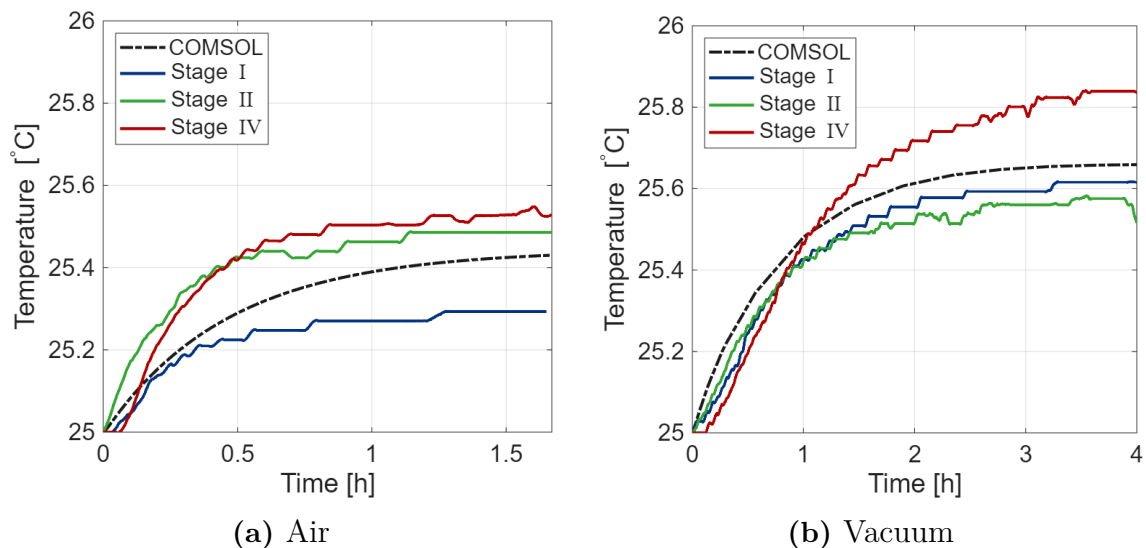 26
25.8
25.6
25.4
25.2
25
Temperature [°C]
COMSOL
Stage I
Stage II
Stage IV
0
0.5
1
1.5
Time [h]
(a) Air
26
25.8
25.6
25.4
25.2
25
Temperature [°C]
COMSOL
Stage I
Stage II
Stage IV
0
1
2
3
4
Time [h]
(b) Vacuum